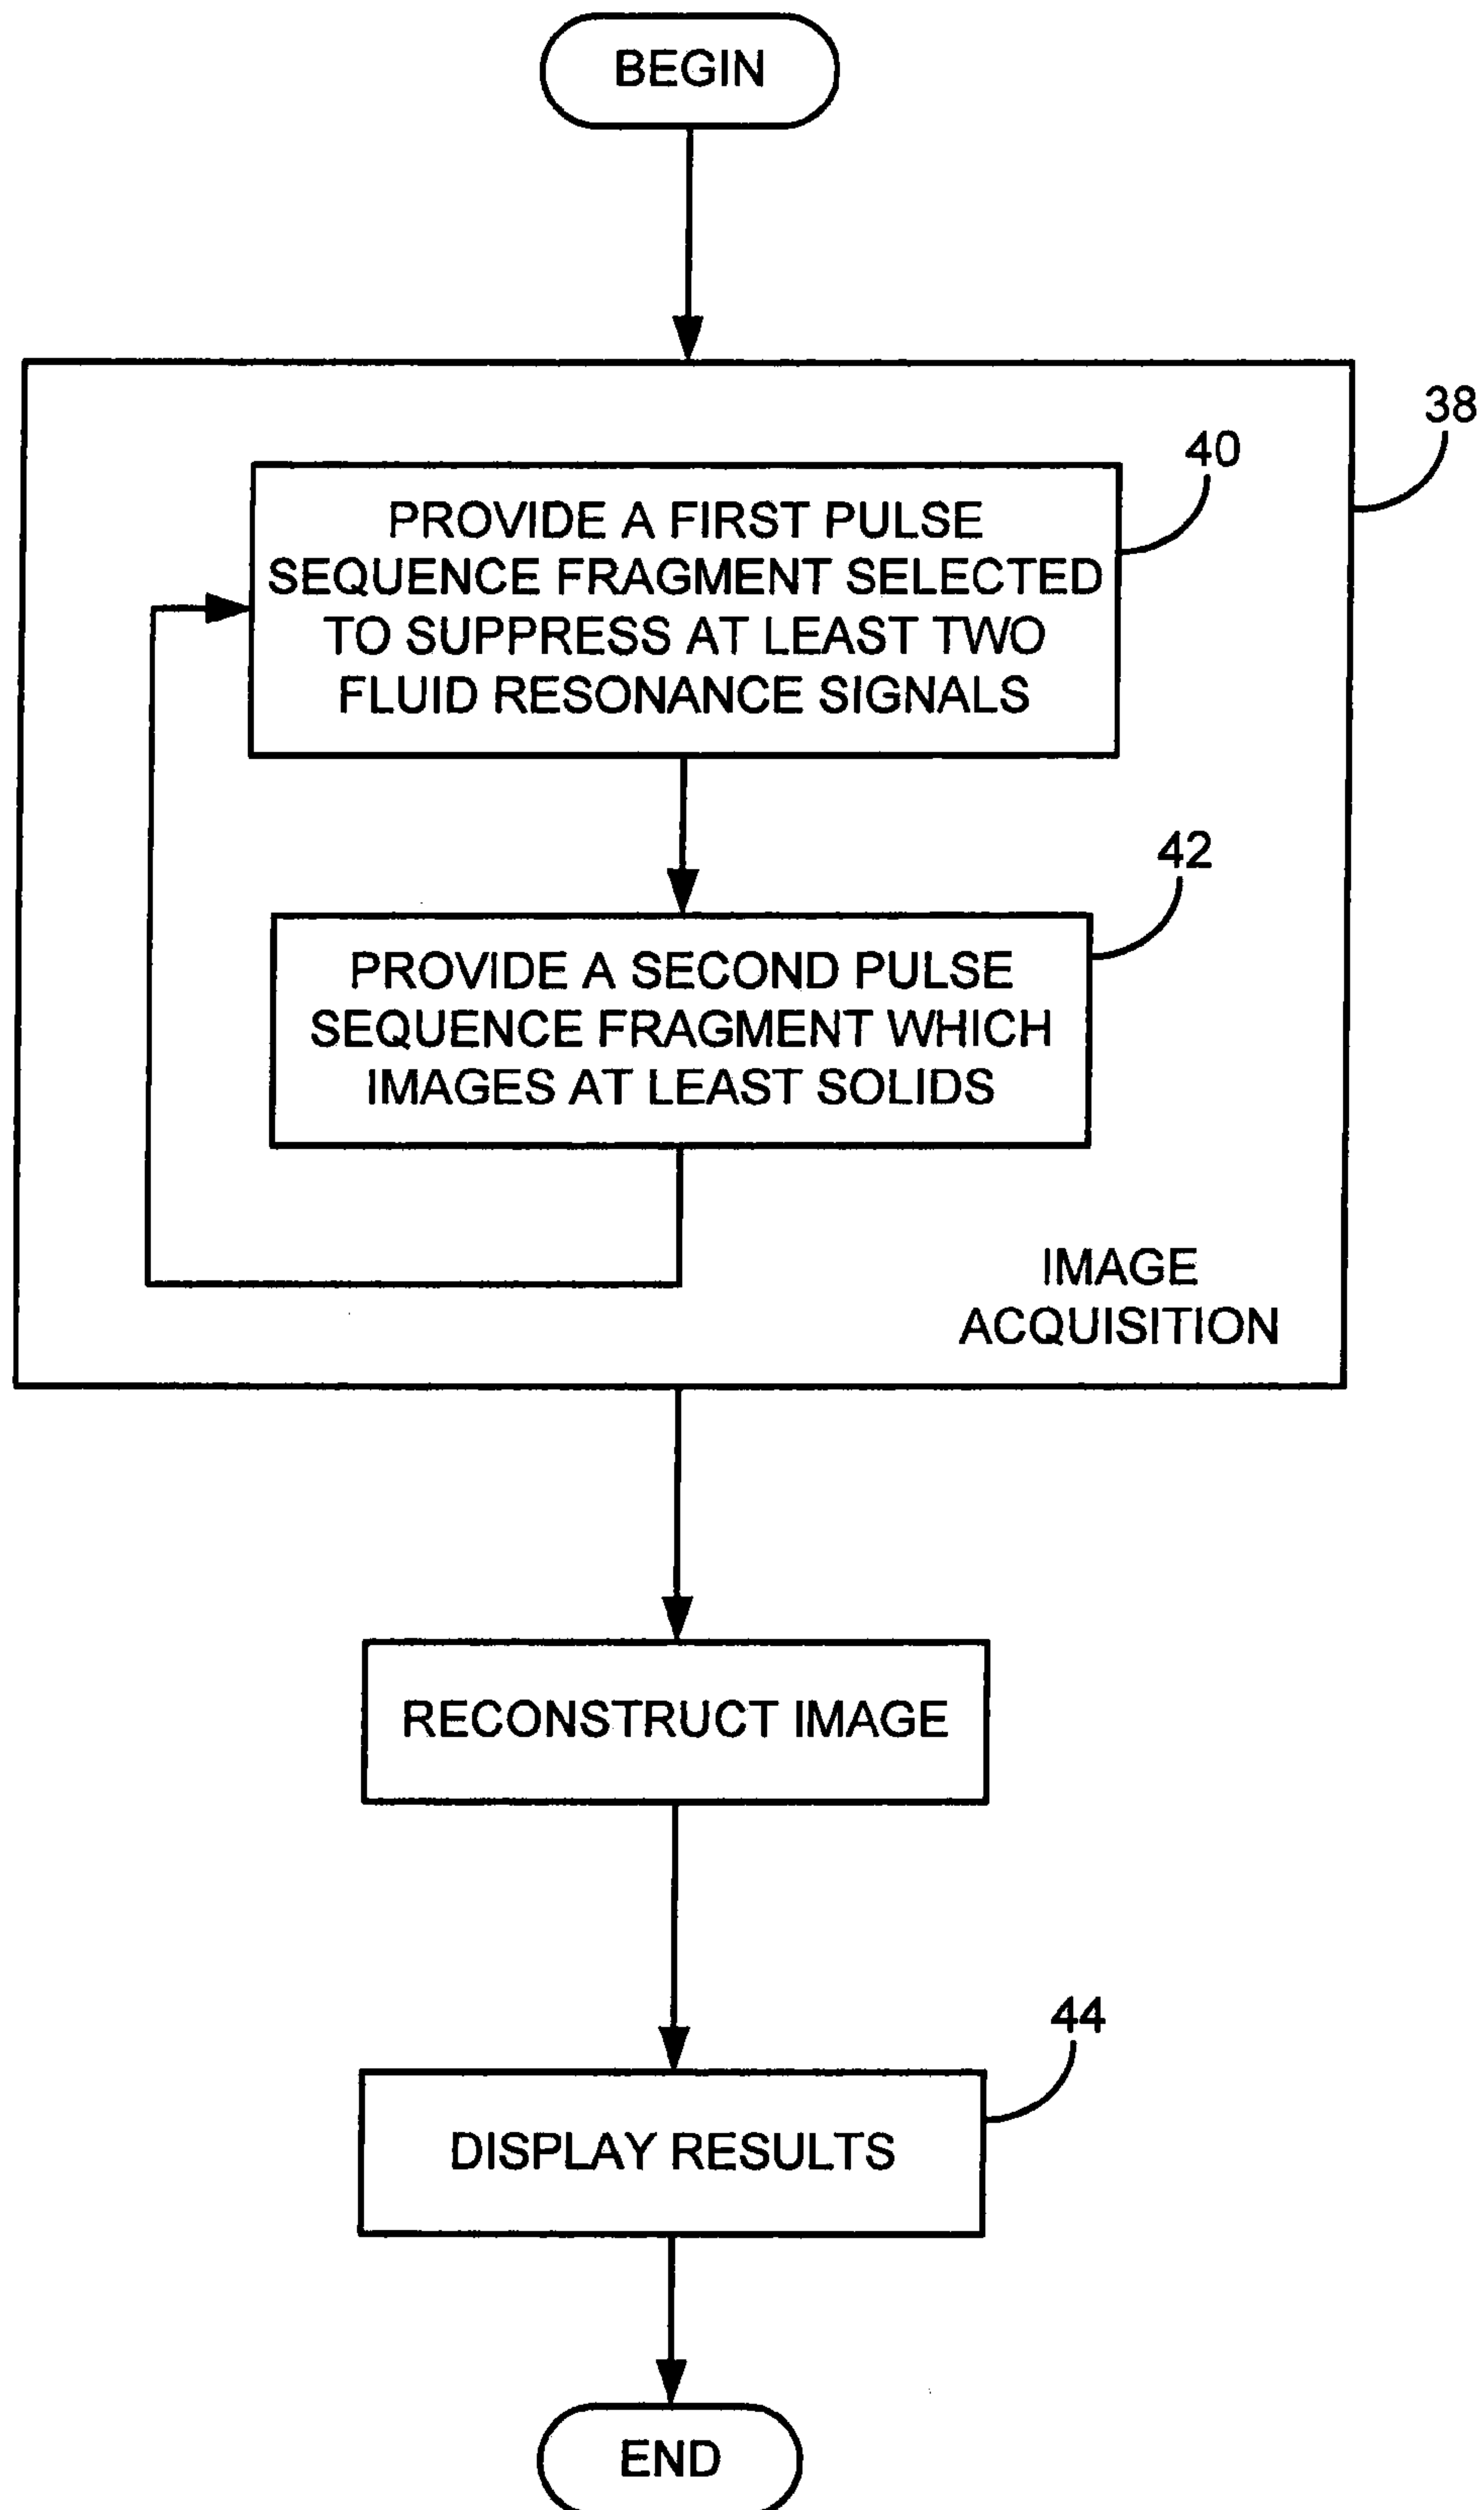 BEGIN
38
40
PROVIDE A FIRST PULSE
SEQUENCE FRAGMENT SELECTED
TO SUPPRESS AT LEAST TWO
FLUID RESONANCE SIGNALS
42
PROVIDE A SECOND PULSE
SEQUENCE FRAGMENT WHICH
IMAGES AT LEAST SOLIDS
IMAGE
ACQUISITION
RECONSTRUCT IMAGE
44
DISPLAY RESULTS
END